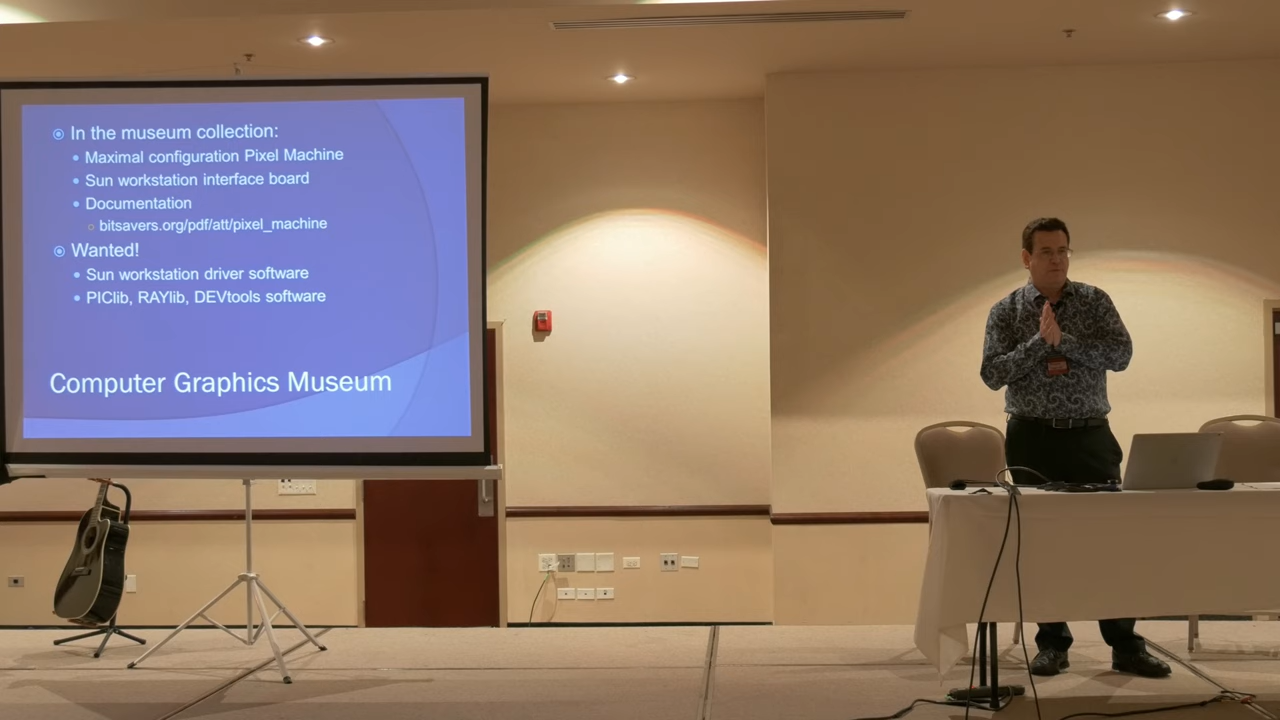 In the museum collection:
Maximal configuration Pixel Machine
Sun workstation interface board
Documentation
bitsavers.org/pdf/att/pixel_machine
Wanted!
Sun workstation driver software
PIClib, RAYlib, DEVtools software
Computer Graphics Museum